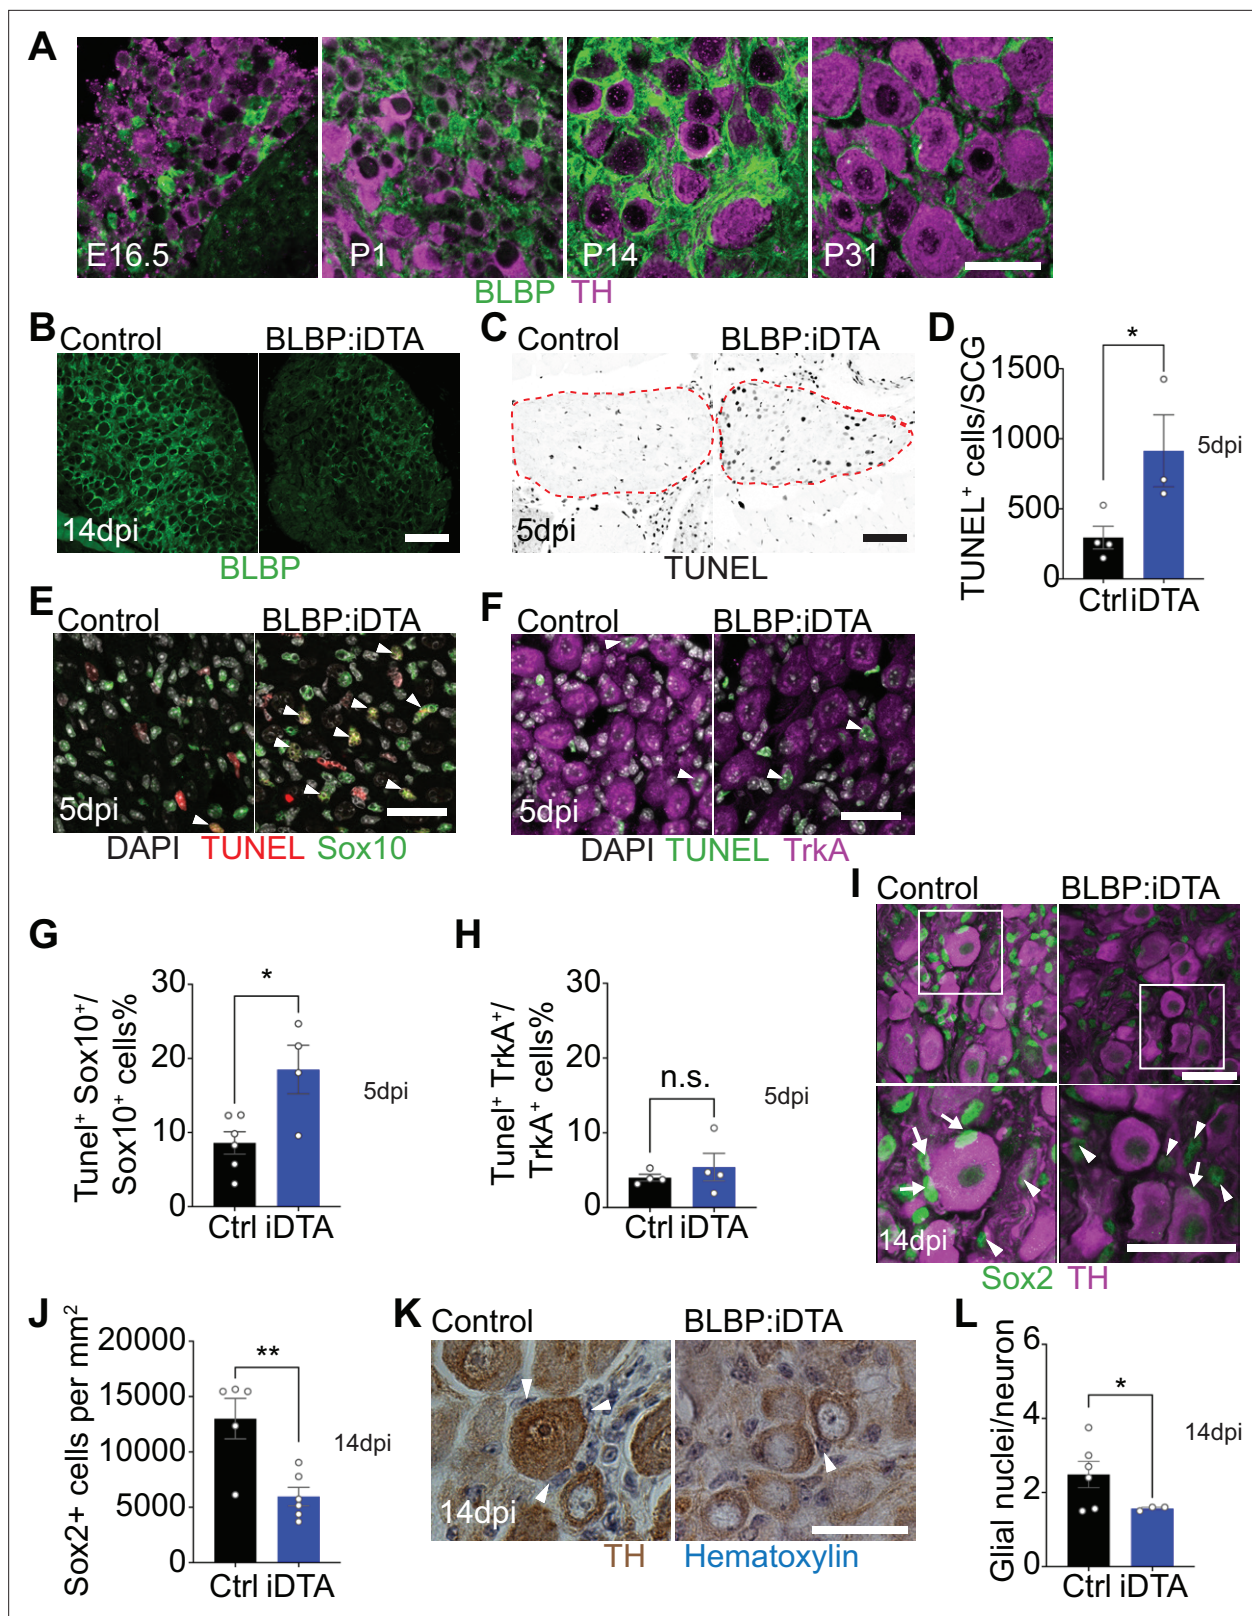 A
E16.5
P1
P14
P31
BLBP TH
B
Control
BLBP:iDTA
14dpi
BLBP
C
Control
BLBP:iDTA
5dpi
TUNEL
D
TUNEL⁺ cells/SCG
1500
1000
500
0
*
5dpi
Ctrl iDTA
E
Control
BLBP:iDTA
5dpi
DAPI TUNEL Sox10
F
Control
BLBP:iDTA
5dpi
DAPI TUNEL TrkA
G
Tunel⁺ Sox10⁺/
Sox10⁺ cells%
30
20
10
0
*
5dpi
Ctrl iDTA
H
Tunel⁺ TrkA⁺/
TrkA⁺ cells%
30
20
10
0
n.s.
5dpi
Ctrl iDTA
I
Control
BLBP:iDTA
14dpi
Sox2 TH
J
Sox2+ cells per mm²
20000
15000
10000
5000
0
**
14dpi
Ctrl iDTA
K
Control
BLBP:iDTA
14dpi
TH Hematoxylin
L
Glial nuclei/neuron
6
4
2
0
*
14dpi
Ctrl iDTA